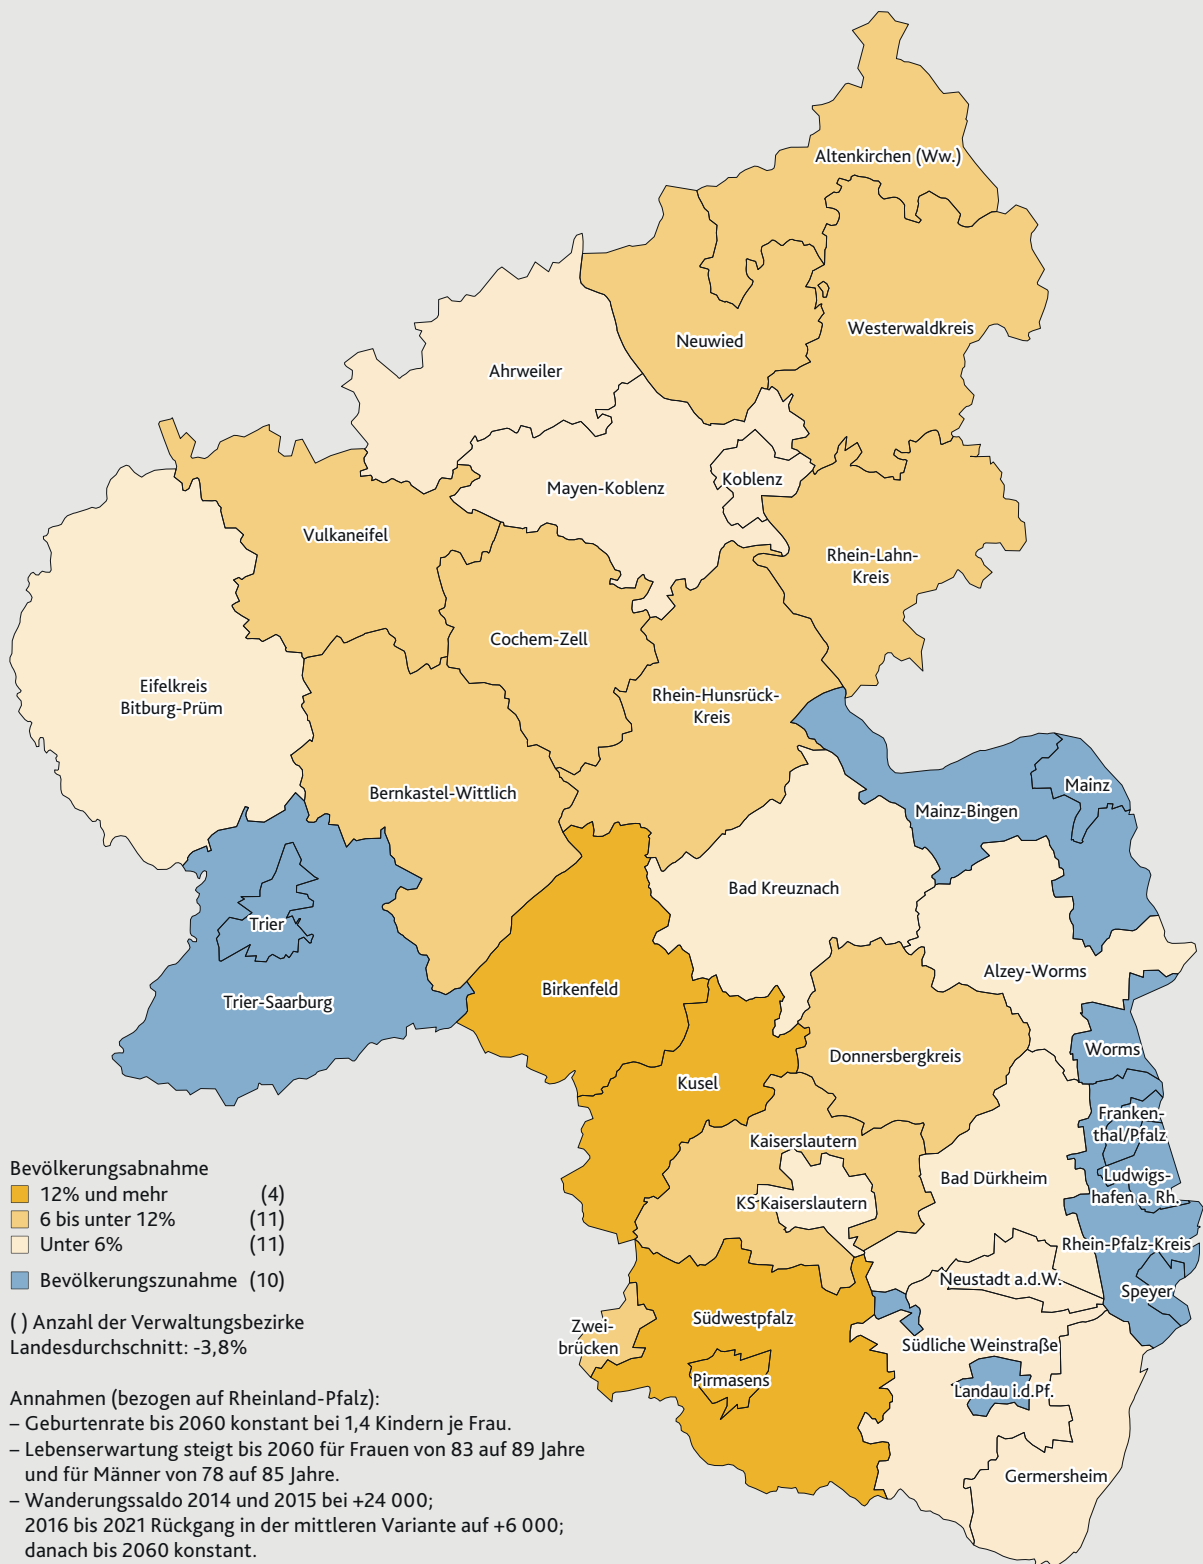 Altenkirchen (Ww.)
Neuwied
Westerwaldkreis
Ahrweiler
Mayen-Koblenz
Koblenz
Vulkaneifel
Rhein-Lahn-
Kreis
Cochem-Zell
Eifelkreis
Bitburg-Prüm
Rhein-Hunsrück-
Kreis
Bernkastel-Wittlich
Mainz
Mainz-Bingen
Bad Kreuznach
Trier
Alzey-Worms
Birkenfeld
Trier-Saarburg
Worms
Donnersbergkreis
Kusel
Franken-
thal/Pfalz
Kaiserslautern
Bad Dürkheim
Ludwigs-
hafen a. Rh.
KS Kaiserslautern
Rhein-Pfalz-Kreis
Neustadt a.d.W.
Speyer
Südwestpfalz
Zwei-
brücken
Südliche Weinstraße
Pirmasens
Landau i.d.Pf.
Germersheim
Bevölkerungsabnahme
12% und mehr (4)
6 bis unter 12% (11)
Unter 6% (11)
Bevölkerungszunahme (10)
( ) Anzahl der Verwaltungsbezirke
Landesdurchschnitt: -3,8%
Annahmen (bezogen auf Rheinland-Pfalz):
– Geburtenrate bis 2060 konstant bei 1,4 Kindern je Frau.
– Lebenserwartung steigt bis 2060 für Frauen von 83 auf 89 Jahre
und für Männer von 78 auf 85 Jahre.
– Wanderungssaldo 2014 und 2015 bei +24 000;
2016 bis 2021 Rückgang in der mittleren Variante auf +6 000;
danach bis 2060 konstant.